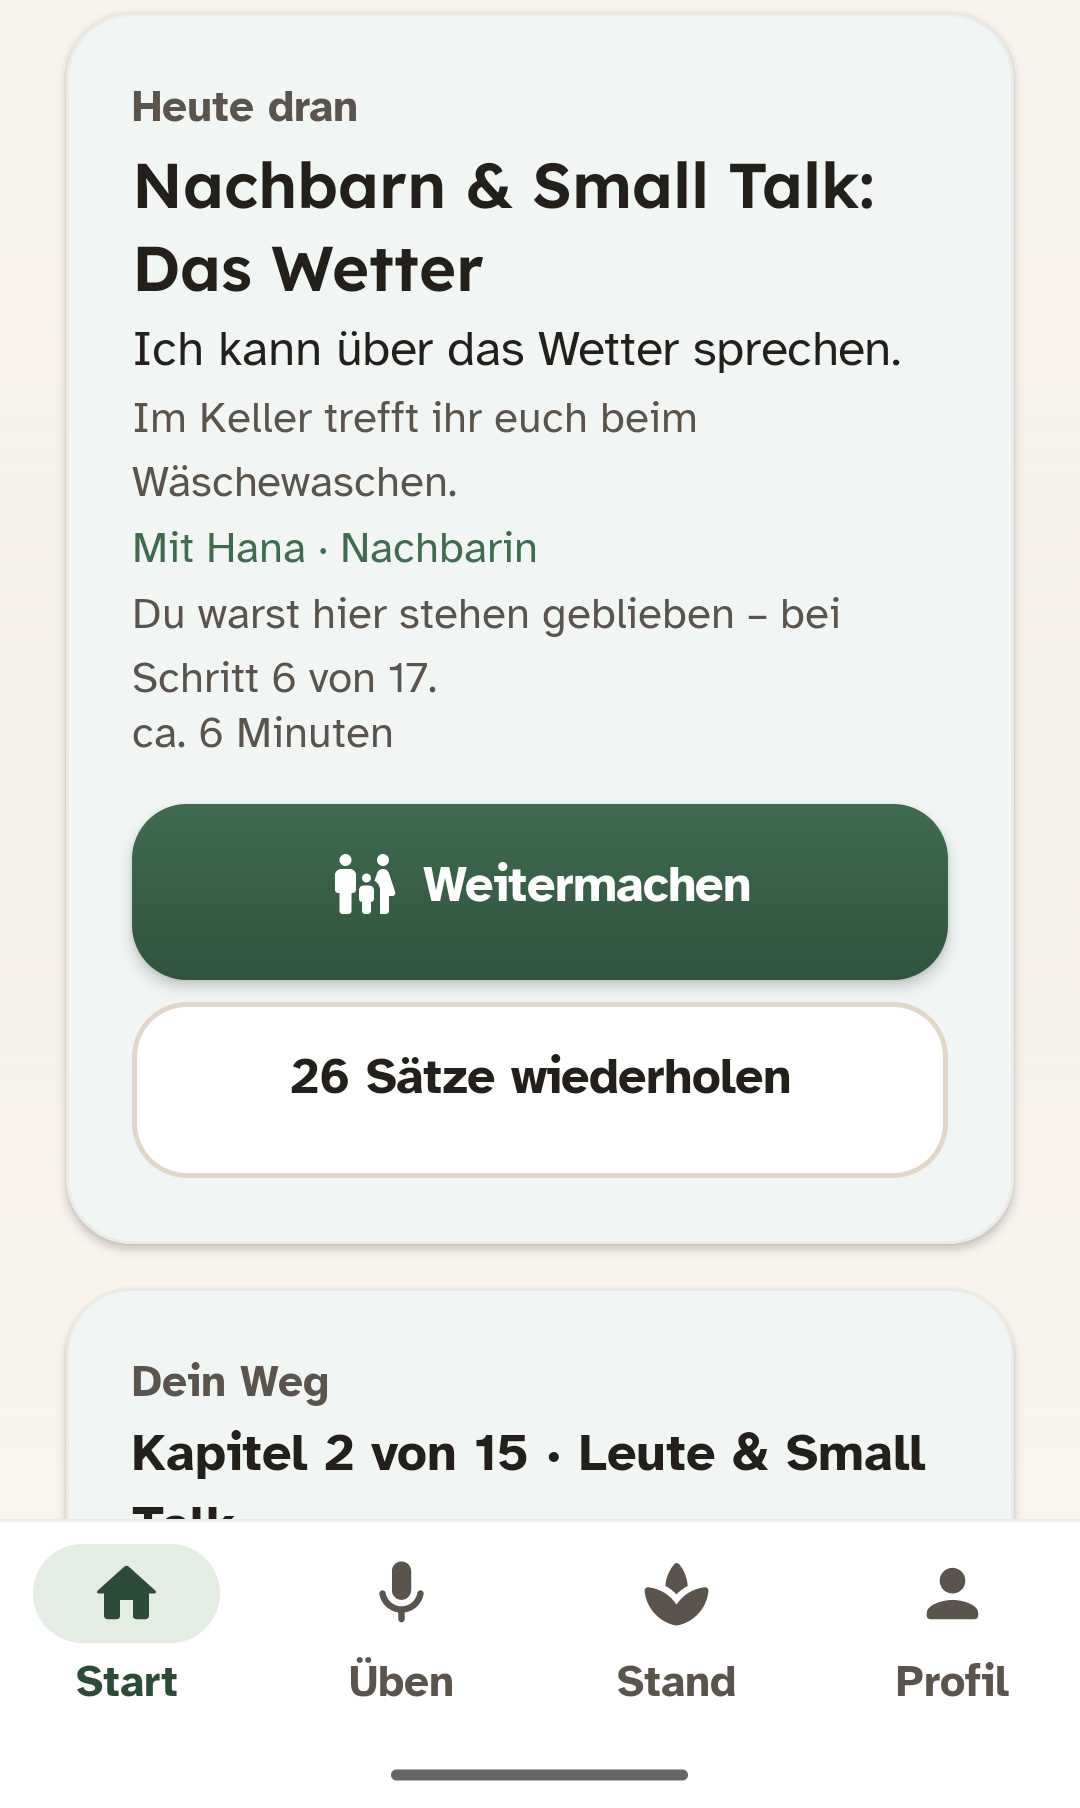 Heute dran
Nachbarn & Small Talk:
Das Wetter
Ich kann über das Wetter sprechen.
Im Keller trefft ihr euch beim
Wäschewaschen.
Mit Hana · Nachbarin
Du warst hier stehen geblieben – bei
Schritt 6 von 17.
ca. 6 Minuten
Weitermachen
26 Sätze wiederholen
Dein Weg
Kapitel 2 von 15 · Leute & Small
Talk
Start
Üben
Stand
Profil